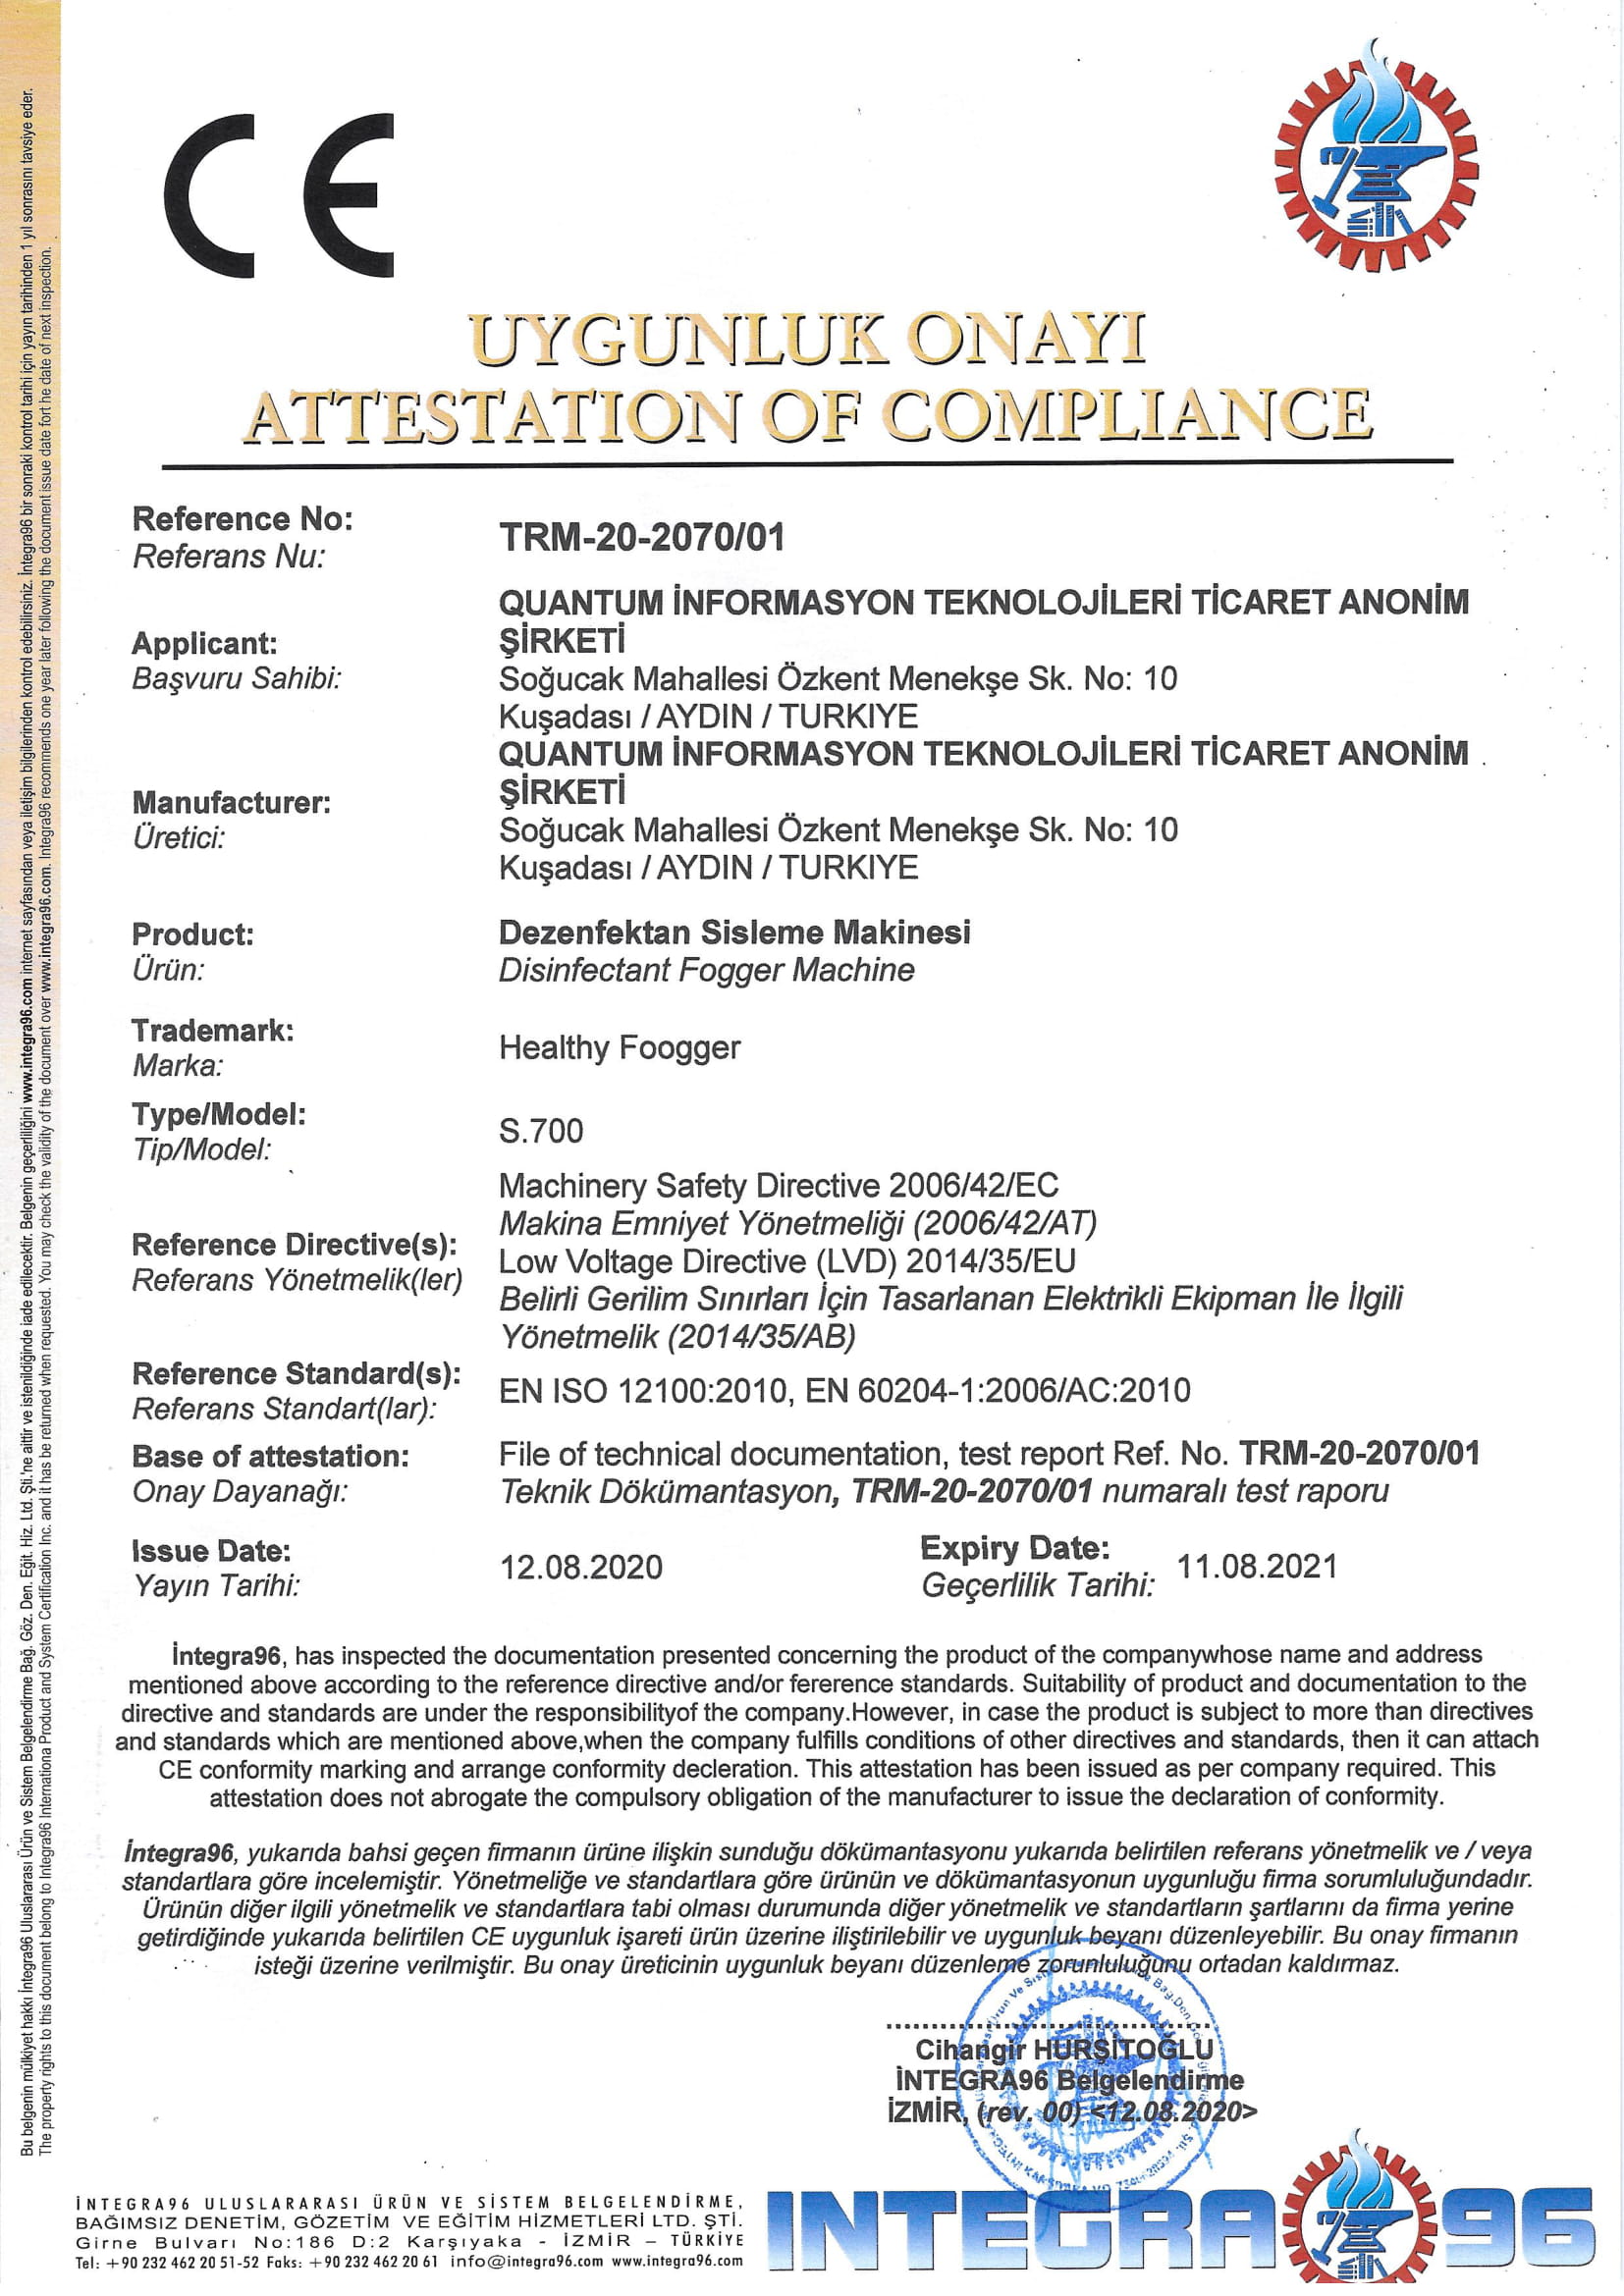 CE
UYGUNLUK ONAYI
ATTESTATION OF COMPLIANCE
Reference No:
Referans Nu:
TRM-20-2070/01
Applicant:
Başvuru Sahibi:
QUANTUM İNFORMASYON TEKNOLOJİLERİ TİCARET ANONİM
ŞİRKETİ
Soğucak Mahallesi Özkent Menekşe Sk. No: 10
Kuşadası / AYDIN / TURKIYE
Manufacturer:
Üretici:
QUANTUM İNFORMASYON TEKNOLOJİLERİ TİCARET ANONİM
ŞİRKETİ
Soğucak Mahallesi Özkent Menekşe Sk. No: 10
Kuşadası / AYDIN / TURKIYE
Product:
Ürün:
Dezenfektan Sisleme Makinesi
Disinfectant Fogger Machine
Trademark:
Marka:
Healthy Foogger
Type/Model:
Tip/Model:
S.700
Reference Directive(s):
Referans Yönetmelik(ler)
Machinery Safety Directive 2006/42/EC
Makina Emniyet Yönetmeliği (2006/42/AT)
Low Voltage Directive (LVD) 2014/35/EU
Belirli Gerilim Sınırları İçin Tasarlanan Elektrikli Ekipman İle İlgili
Yönetmelik (2014/35/AB)
Reference Standard(s):
Referans Standart(lar):
EN ISO 12100:2010, EN 60204-1:2006/AC:2010
Base of attestation:
Onay Dayanağı:
File of technical documentation, test report Ref. No. TRM-20-2070/01
Teknik Dökümantasyon, TRM-20-2070/01 numaralı test raporu
Issue Date:
Yayın Tarihi:
12.08.2020
Expiry Date:
Geçerlilik Tarihi:
11.08.2021
İntegra96, has inspected the documentation presented concerning the product of the companywhose name and address
mentioned above according to the reference directive and/or fererence standards. Suitability of product and documentation to the
directive and standards are under the responsibilityof the company.However, in case the product is subject to more than directives
and standards which are mentioned above,when the company fulfills conditions of other directives and standards, then it can attach
CE conformity marking and arrange conformity decleration. This attestation has been issued as per company required. This
attestation does not abrogate the compulsory obligation of the manufacturer to issue the declaration of conformity.
İntegra96, yukarıda bahsi geçen firmanın ürüne ilişkin sunduğu dökümantasyonu yukarıda belirtilen referans yönetmelik ve / veya
standartlara göre incelemiştir. Yönetmeliğe ve standartlara göre ürünün ve dökümantasyonun uygunluğu firma sorumluluğundadır.
Ürünün diğer ilgili yönetmelik ve standartlara tabi olması durumunda diğer yönetmelik ve standartların şartlarını da firma yerine
getirdiğinde yukarıda belirtilen CE uygunluk işareti ürün üzerine iliştirilebilir ve uygunluk beyanı düzenleyebilir. Bu onay firmanın
isteği üzerine verilmiştir. Bu onay üreticinin uygunluk beyanı düzenleme zorunluluğunu ortadan kaldırmaz.
Cihangir HURŞİTOĞLU
İNTEGRA96 Belgelendirme
İZMİR, (rev. 00) <12.08.2020>
İNTEGRA96 ULUSLARARASI ÜRÜN VE SİSTEM BELGELENDİRME,
BAĞIMSIZ DENETİM, GÖZETİM VE EĞİTİM HİZMETLERİ LTD. ŞTİ.
Girne Bulvarı No:186 D:2 Karşıyaka - İZMİR – TÜRKİYE
Tel: +90 232 462 20 51-52 Faks: +90 232 462 20 61 info@integra96.com www.integra96.com
INTEGRA 96
Bu belgenin mülkiyet hakkı İntegra96 Uluslararası Ürün ve Sistem Belgelendirme Bağ. Göz. Den. Eğit. Hiz. Ltd. Şti.'ne aittir ve istenildiğinde iade edilecektir. Belgenin geçerliliğini www.integra96.com internet sayfasından veya iletişim bilgilerinden kontrol edebilirsiniz. İntegra96 bir sonraki kontrol tarihi için yayın tarihinden 1 yıl sonrasını tavsiye eder.
The property rights to this document belong to Integra96 Internationa Product and System Certification Inc. and it has be returned when requested. You may check the validity of the document over www.integra96.com. Integra96 recommends one year later following the document issue date fort he date of next inspection.